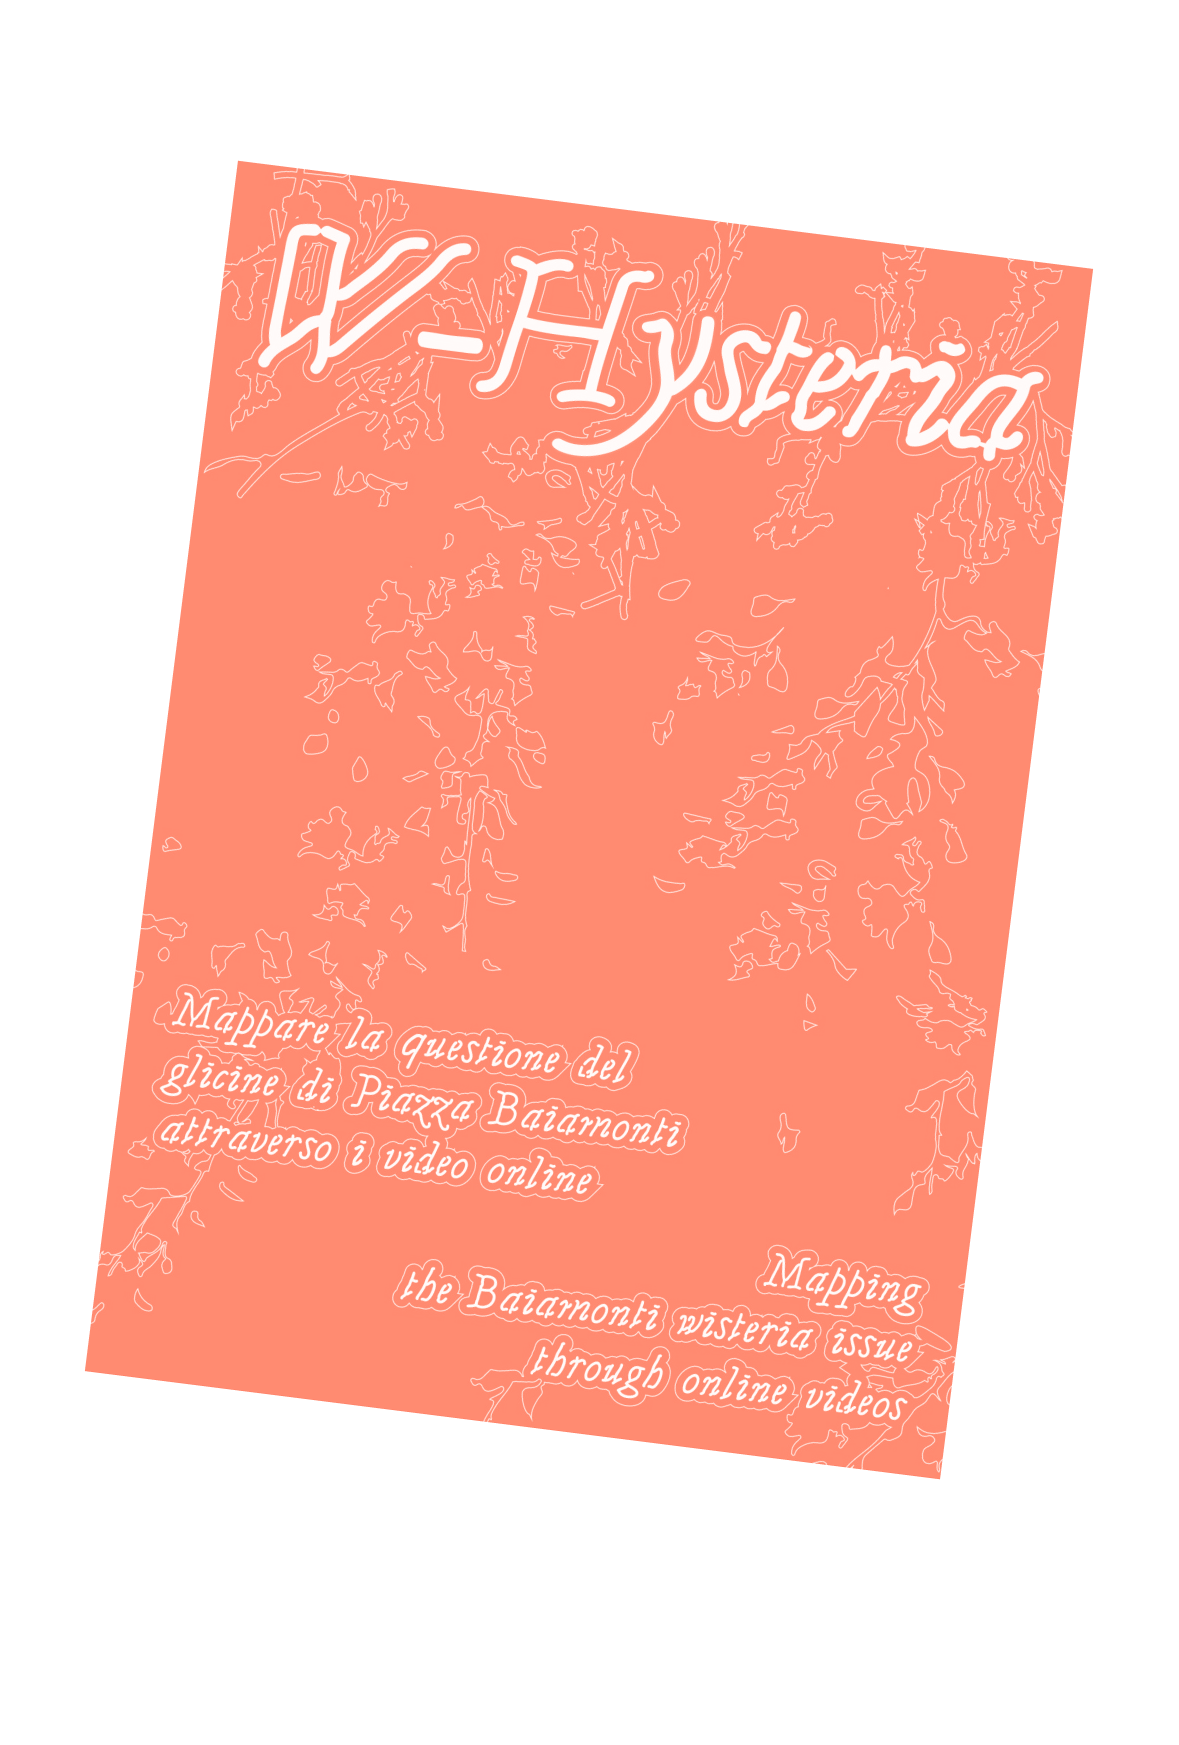 W-Hysteria
Mappare la questione del
glicine di Piazza Baiamonti
attraverso i video online
Mapping
the Baiamonti wisteria issue
through online videos